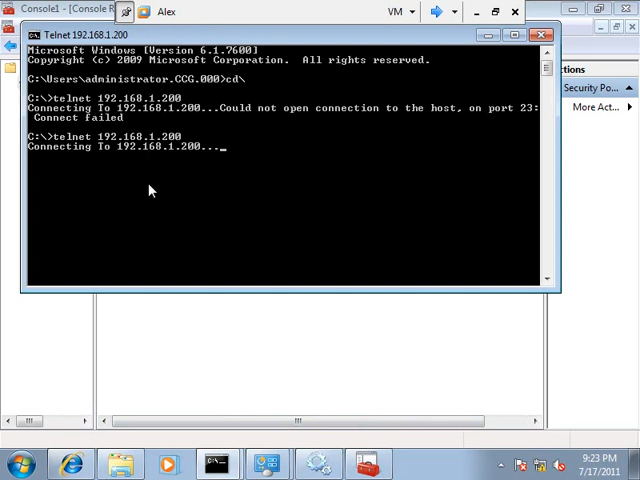 Console1 - [Console R
Alex
VM
Telnet 192.168.1.200
Microsoft Windows [Version 6.1.7600]
Copyright (c) 2009 Microsoft Corporation.  All rights reserved.
C:\Users\administrator.CCG.000>cd\
C:\>telnet 192.168.1.200
Connecting To 192.168.1.200...Could not open connection to the host, on port 23:
Connect failed
C:\>telnet 192.168.1.200
Connecting To 192.168.1.200..._
ctions
Security Po...
More Act...
9:23 PM
7/17/2011